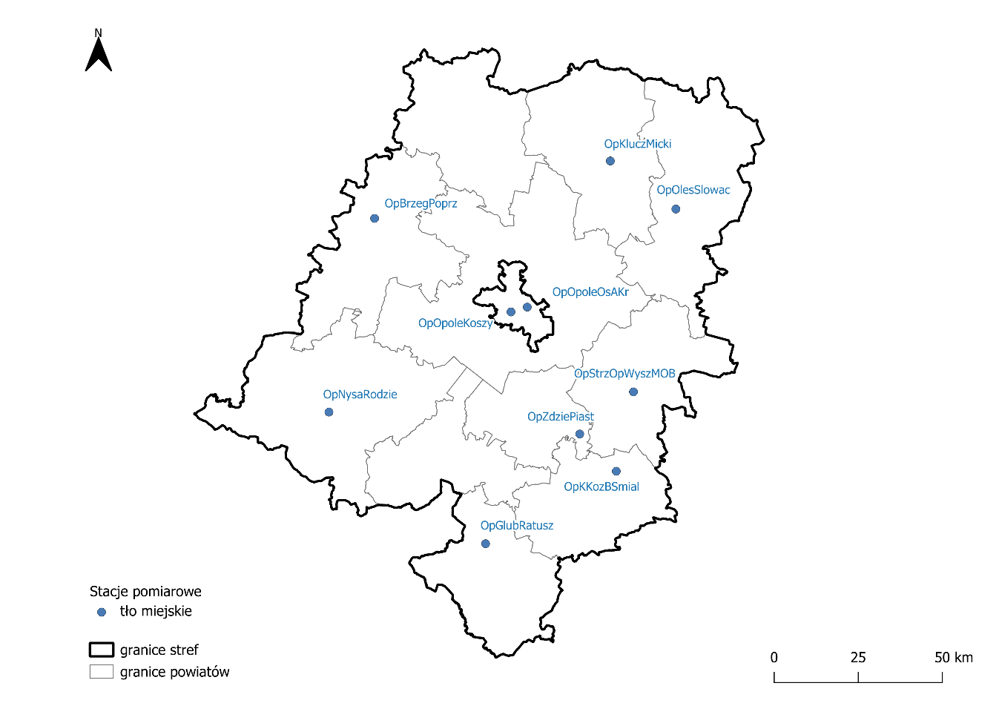 N
OpKluczMicki
OpOlesSlowac
OpBrzegPoprz
OpOpoleOsAKr
OpOpoleKoszy
OpStrzOpWyszMOB
OpNysaRodzie
OpZdziePiast
OpKKozBSmial
OpGlubRatusz
Stacje pomiarowe
tło miejskie
granice stref
granice powiatów
0 25 50 km